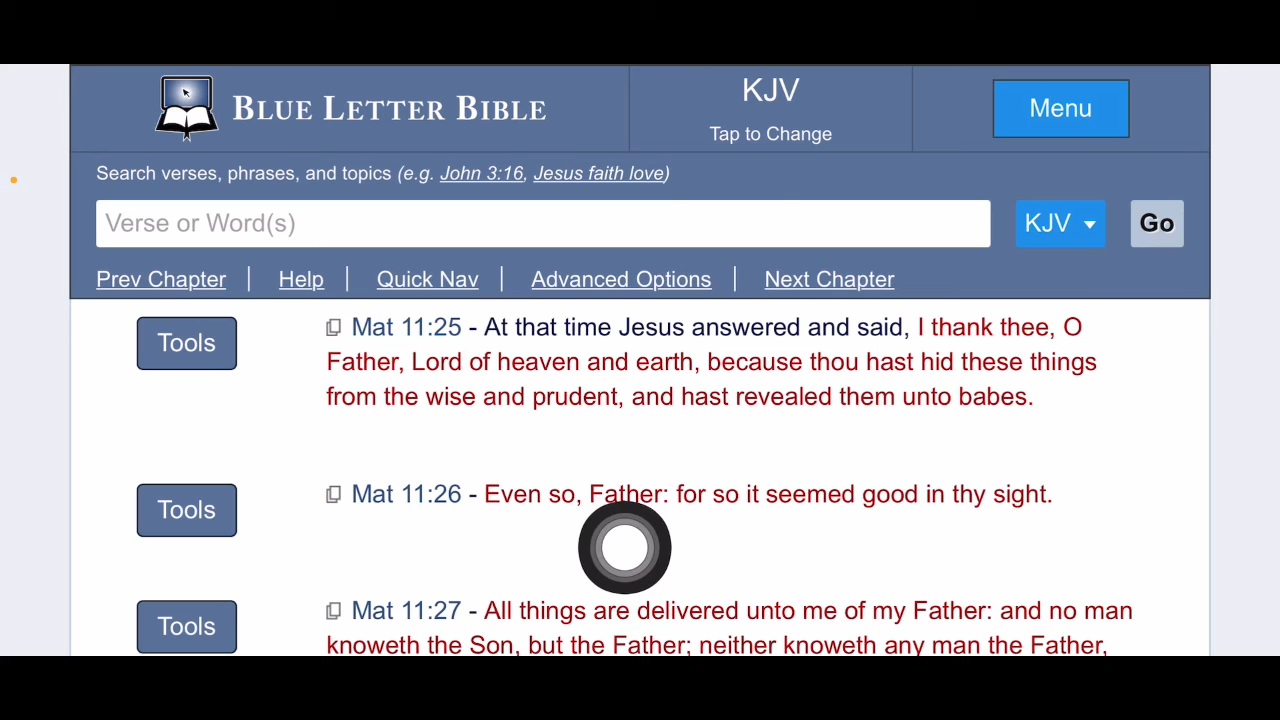 BLUE LETTER BIBLE
KJV
Tap to Change
Menu
Search verses, phrases, and topics (e.g. John 3:16, Jesus faith love)
Verse or Word(s)
KJV
Go
Prev Chapter | Help | Quick Nav | Advanced Options | Next Chapter
Tools
Mat 11:25 - At that time Jesus answered and said, I thank thee, O
Father, Lord of heaven and earth, because thou hast hid these things
from the wise and prudent, and hast revealed them unto babes.
Tools
Mat 11:26 - Even so, Father: for so it seemed good in thy sight.
Tools
Mat 11:27 - All things are delivered unto me of my Father: and no man
knoweth the Son, but the Father; neither knoweth any man the Father,